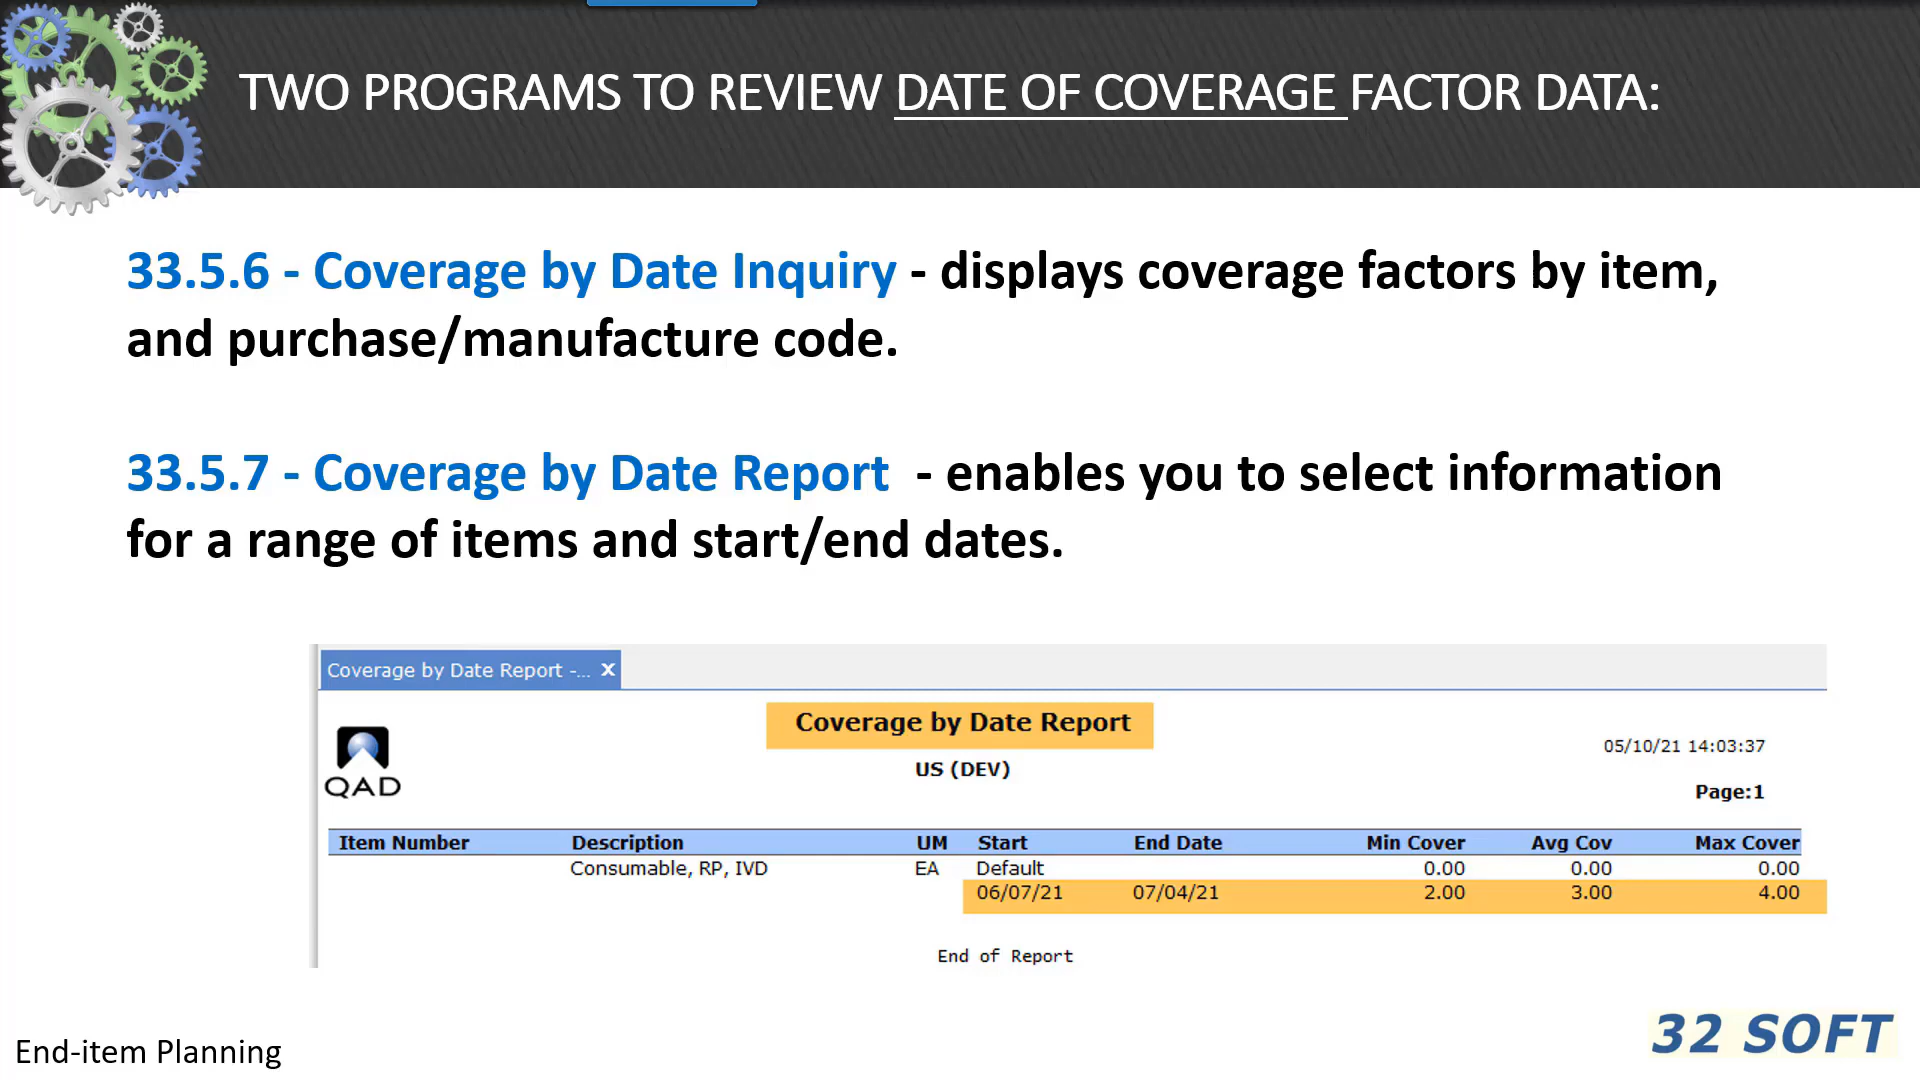 TWO PROGRAMS TO REVIEW DATE OF COVERAGE FACTOR DATA:
33.5.6 - Coverage by Date Inquiry - displays coverage factors by item,
and purchase/manufacture code.
33.5.7 - Coverage by Date Report - enables you to select information
for a range of items and start/end dates.
Coverage by Date Report -... X
Coverage by Date Report
US (DEV)
05/10/21 14:03:37
Page:1
QAD
Item Number Description UM Start End Date Min Cover Avg Cov Max Cover
Consumable, RP, IVD EA Default 0.00 0.00 0.00
06/07/21 07/04/21 2.00 3.00 4.00
End of Report
End-item Planning
32 SOFT